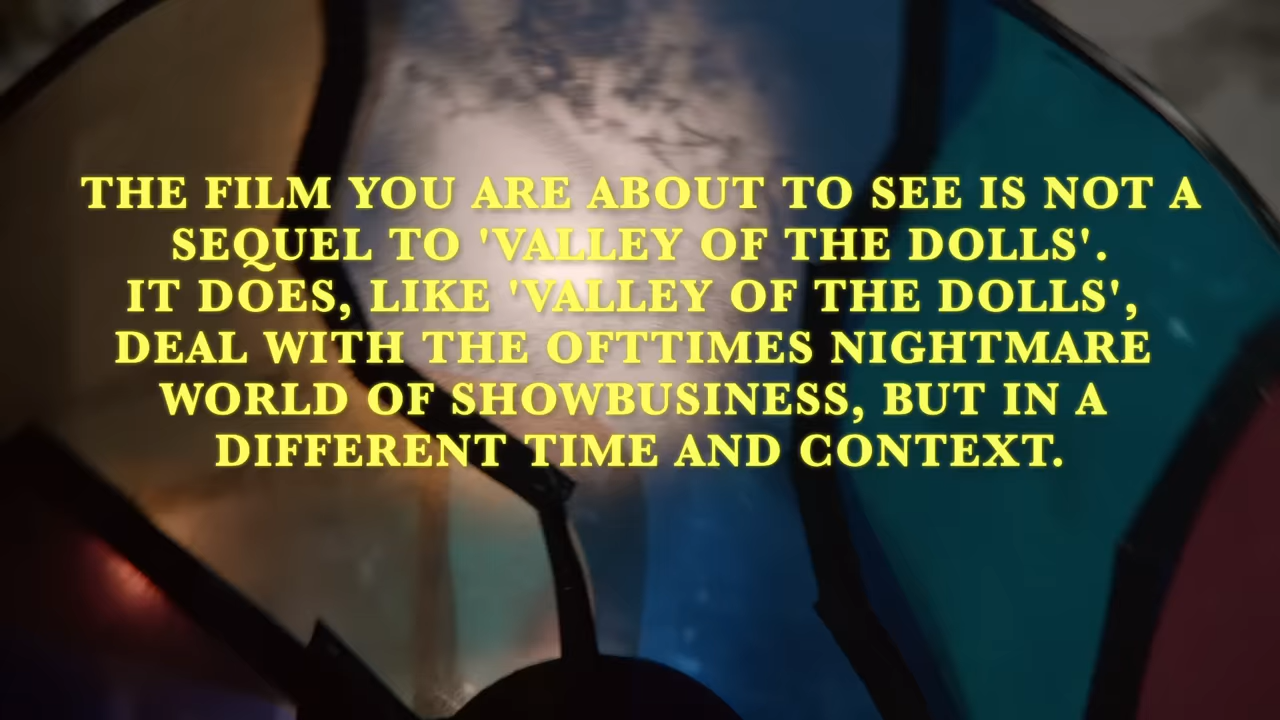 THE FILM YOU ARE ABOUT TO SEE IS NOT A
SEQUEL TO 'VALLEY OF THE DOLLS'.
IT DOES, LIKE 'VALLEY OF THE DOLLS',
DEAL WITH THE OFTTIMES NIGHTMARE
WORLD OF SHOWBUSINESS, BUT IN A
DIFFERENT TIME AND CONTEXT.